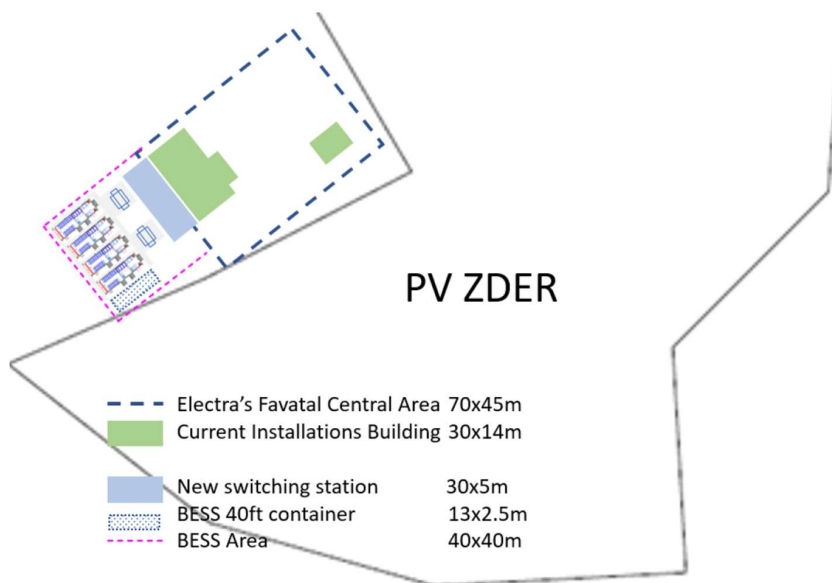 PV ZDER
Electra's Favatal Central Area 70x45m
Current Installations Building 30x14m
New switching station 30x5m
BESS 40ft container 13x2.5m
BESS Area 40x40m